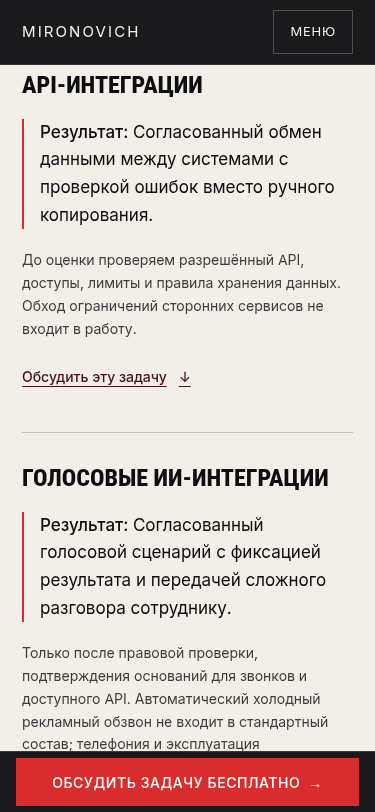 MIRONOVICH
МЕНЮ
API-ИНТЕГРАЦИИ
Результат: Согласованный обмен
данными между системами с
проверкой ошибок вместо ручного
копирования.
До оценки проверяем разрешённый API,
доступы, лимиты и правила хранения данных.
Обход ограничений сторонних сервисов не
входит в работу.
Обсудить эту задачу ↓
ГОЛОСОВЫЕ ИИ-ИНТЕГРАЦИИ
Результат: Согласованный
голосовой сценарий с фиксацией
результата и передачей сложного
разговора сотруднику.
Только после правовой проверки,
подтверждения оснований для звонков и
доступного API. Автоматический холодный
рекламный обзвон не входит в стандартный
состав; телефония и эксплуатация
ОБСУДИТЬ ЗАДАЧУ БЕСПЛАТНО →